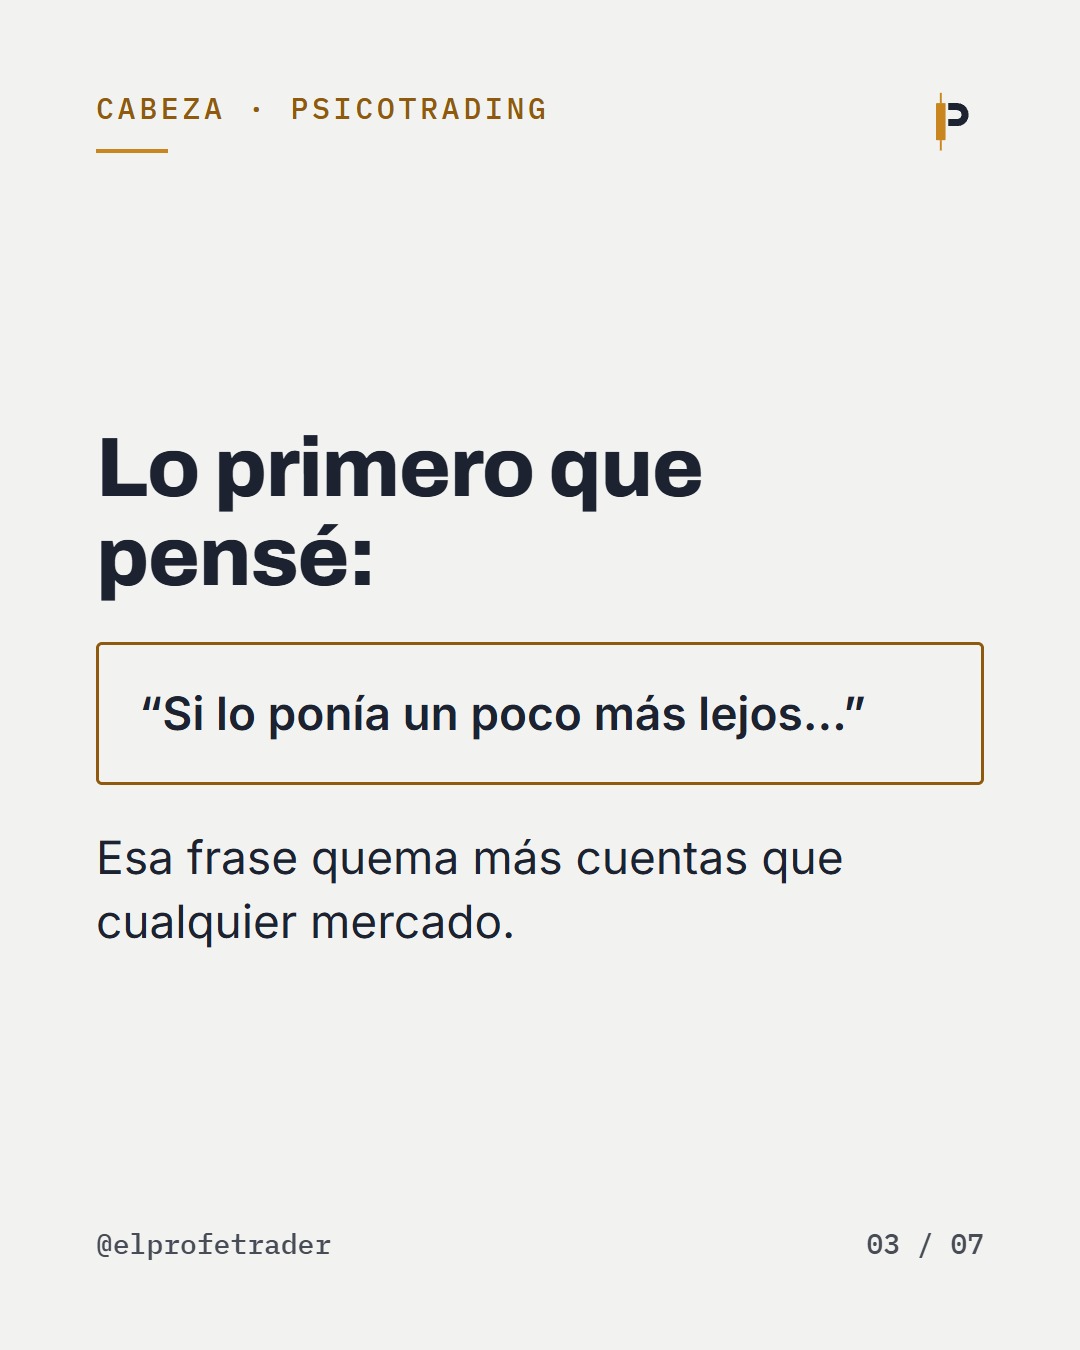 CABEZA · PSICOTRADING
Lo primero que
pensé:
“Si lo ponía un poco más lejos...”
Esa frase quema más cuentas que
cualquier mercado.
@elprofetrader
03 / 07